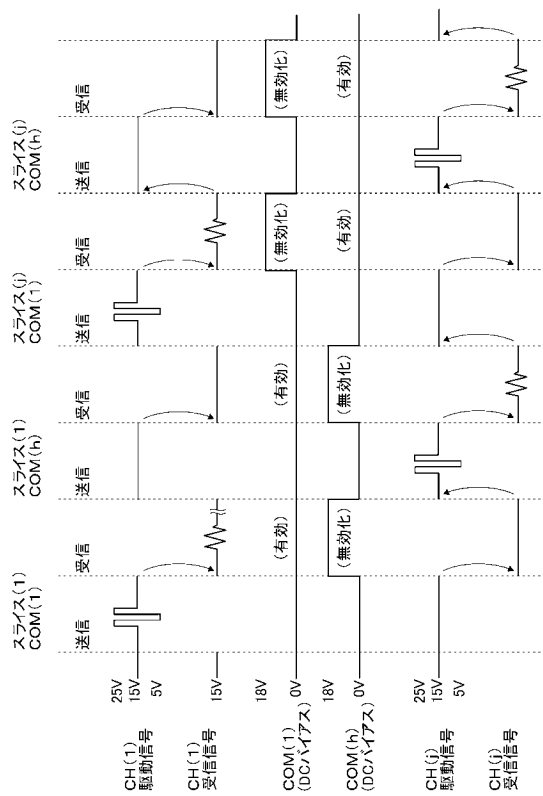 スライス(1)
COM(1)
スライス(1)
COM(h)
スライス(j)
COM(1)
スライス(j)
COM(h)
送信
受信
送信
受信
送信
受信
送信
受信
CH(1)
駆動信号
25V
15V
5V
CH(1)
受信信号
15V
COM(1)
(DCバイアス)
18V
0V
(有効)
(有効)
(無効化)
(無効化)
COM(h)
(DCバイアス)
18V
0V
(無効化)
(無効化)
(有効)
(有効)
CH(j)
駆動信号
25V
15V
5V
CH(j)
受信信号